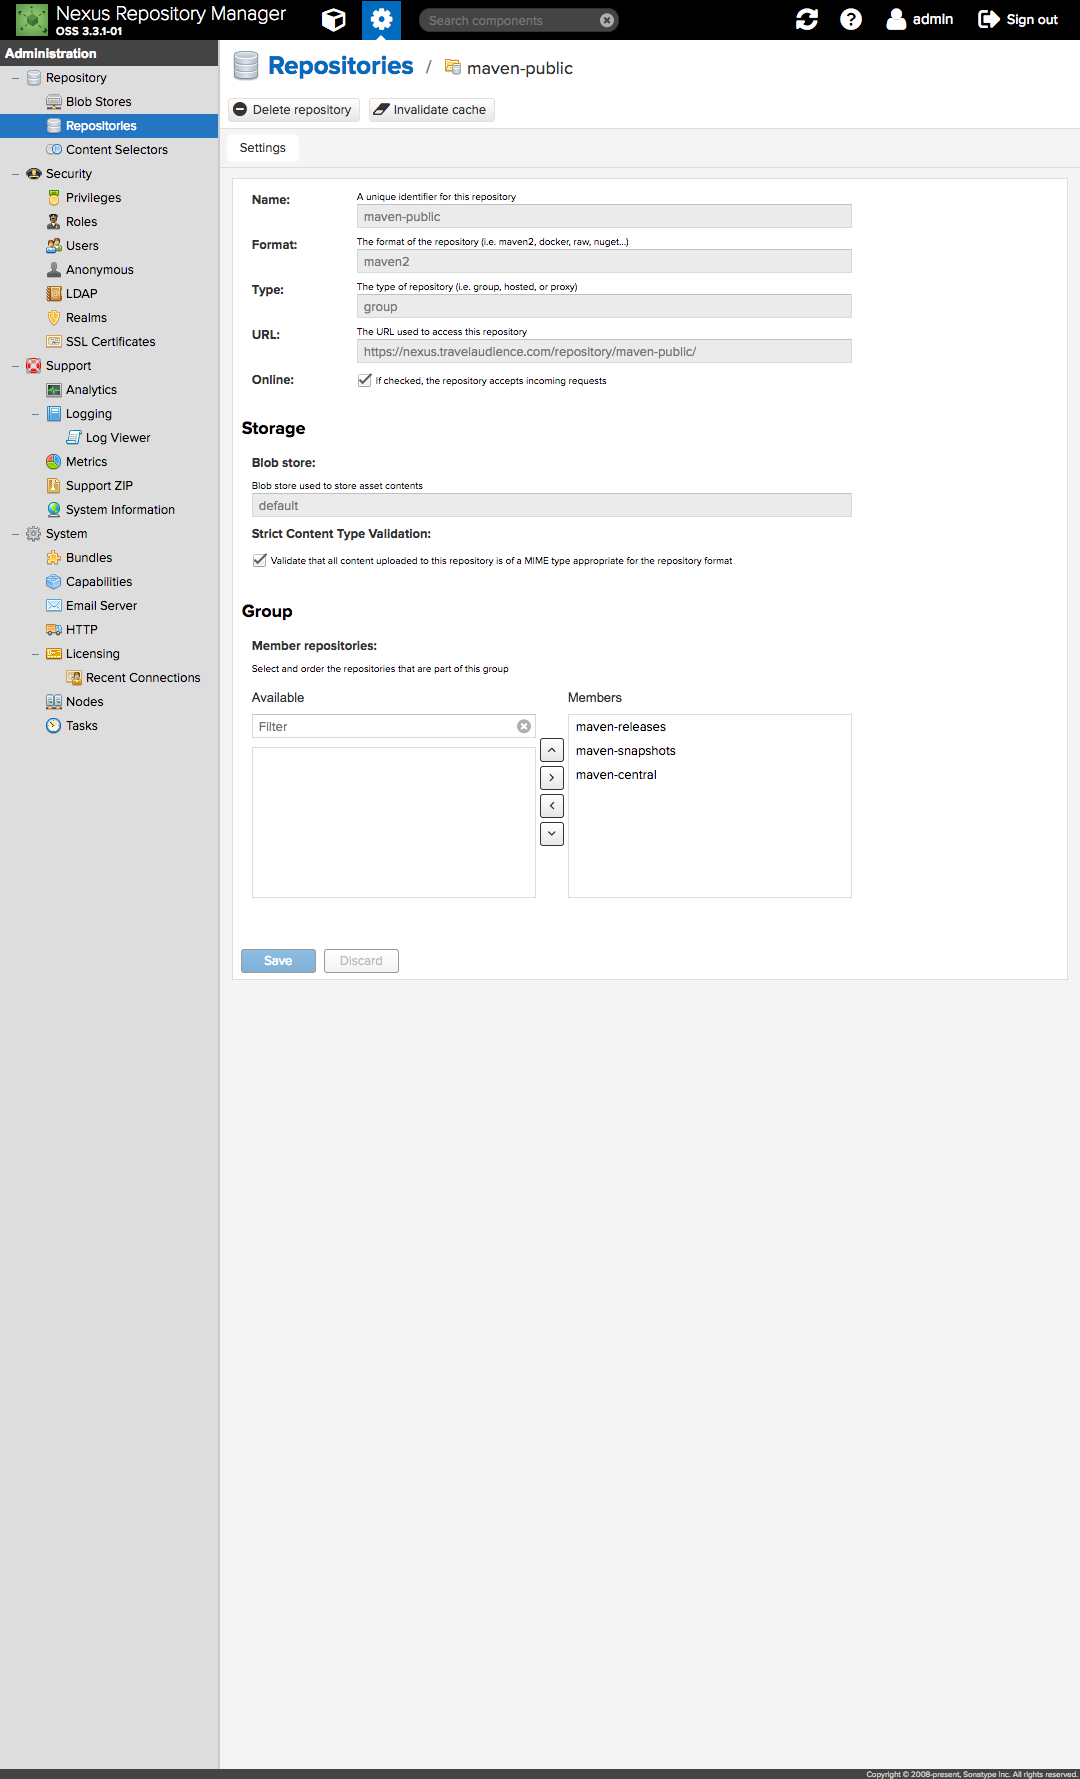 Nexus Repository Manager
OSS 3.3.1-01
Search components
admin
Sign out
Administration
Repository
Blob Stores
Repositories
Content Selectors
Security
Privileges
Roles
Users
Anonymous
LDAP
Realms
SSL Certificates
Support
Analytics
Logging
Log Viewer
Metrics
Support ZIP
System Information
System
Bundles
Capabilities
Email Server
HTTP
Licensing
Recent Connections
Nodes
Tasks
Repositories / maven-public
Delete repository
Invalidate cache
Settings
Name:
A unique identifier for this repository
maven-public
Format:
The format of the repository (i.e. maven2, docker, raw, nuget...)
maven2
Type:
The type of repository (i.e. group, hosted, or proxy)
group
URL:
The URL used to access this repository
https://nexus.travelaudience.com/repository/maven-public/
Online:
If checked, the repository accepts incoming requests
Storage
Blob store:
Blob store used to store asset contents
default
Strict Content Type Validation:
Validate that all content uploaded to this repository is of a MIME type appropriate for the repository format
Group
Member repositories:
Select and order the repositories that are part of this group
Available
Filter
Members
maven-releases
maven-snapshots
maven-central
Save
Discard
Copyright © 2008-present, Sonatype Inc. All rights reserved.